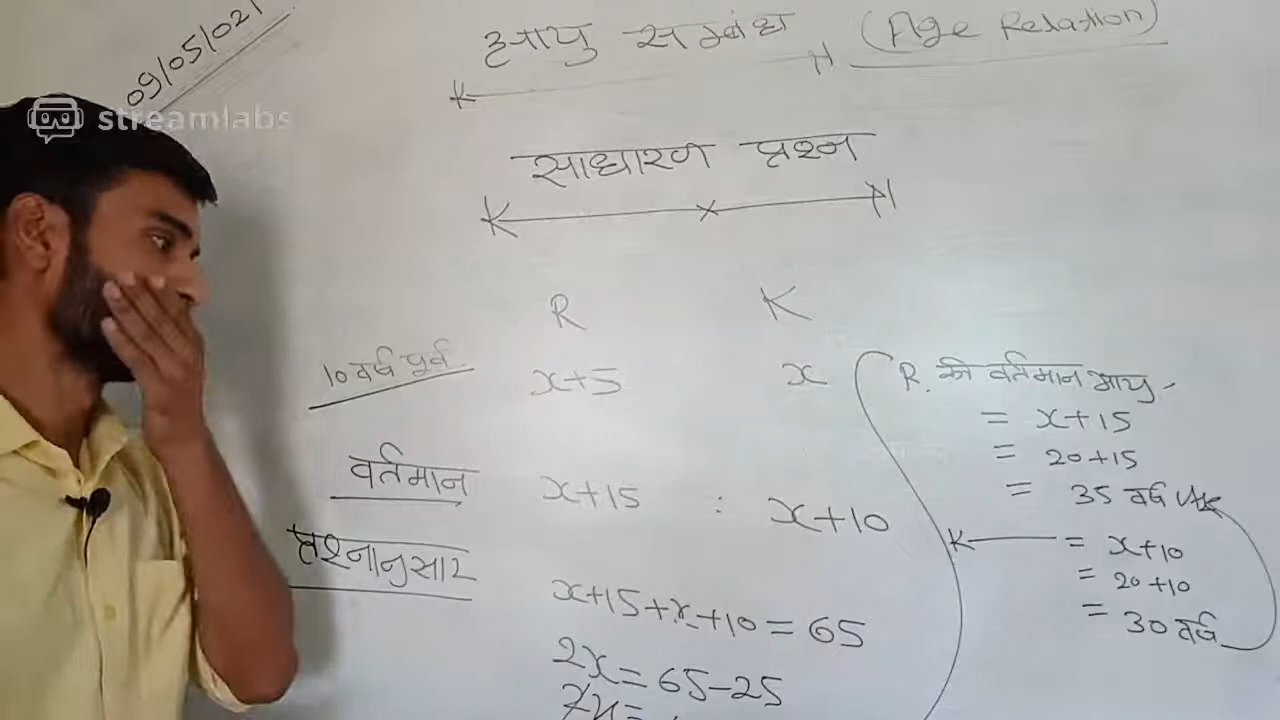 09/05/021
streamlabs
आयु सम्बंध (Age Relation)
साधारण प्रश्न
R K
10 वर्ष पूर्व x+5 x
वर्तमान x+15 : x+10
प्रश्नानुसार
x+15+x+10=65
2x=65-25
2x=
R. की वर्तमान आयु-
= x+15
= 20+15
= 35 वर्ष
K = x+10
= 20+10
= 30 वर्ष